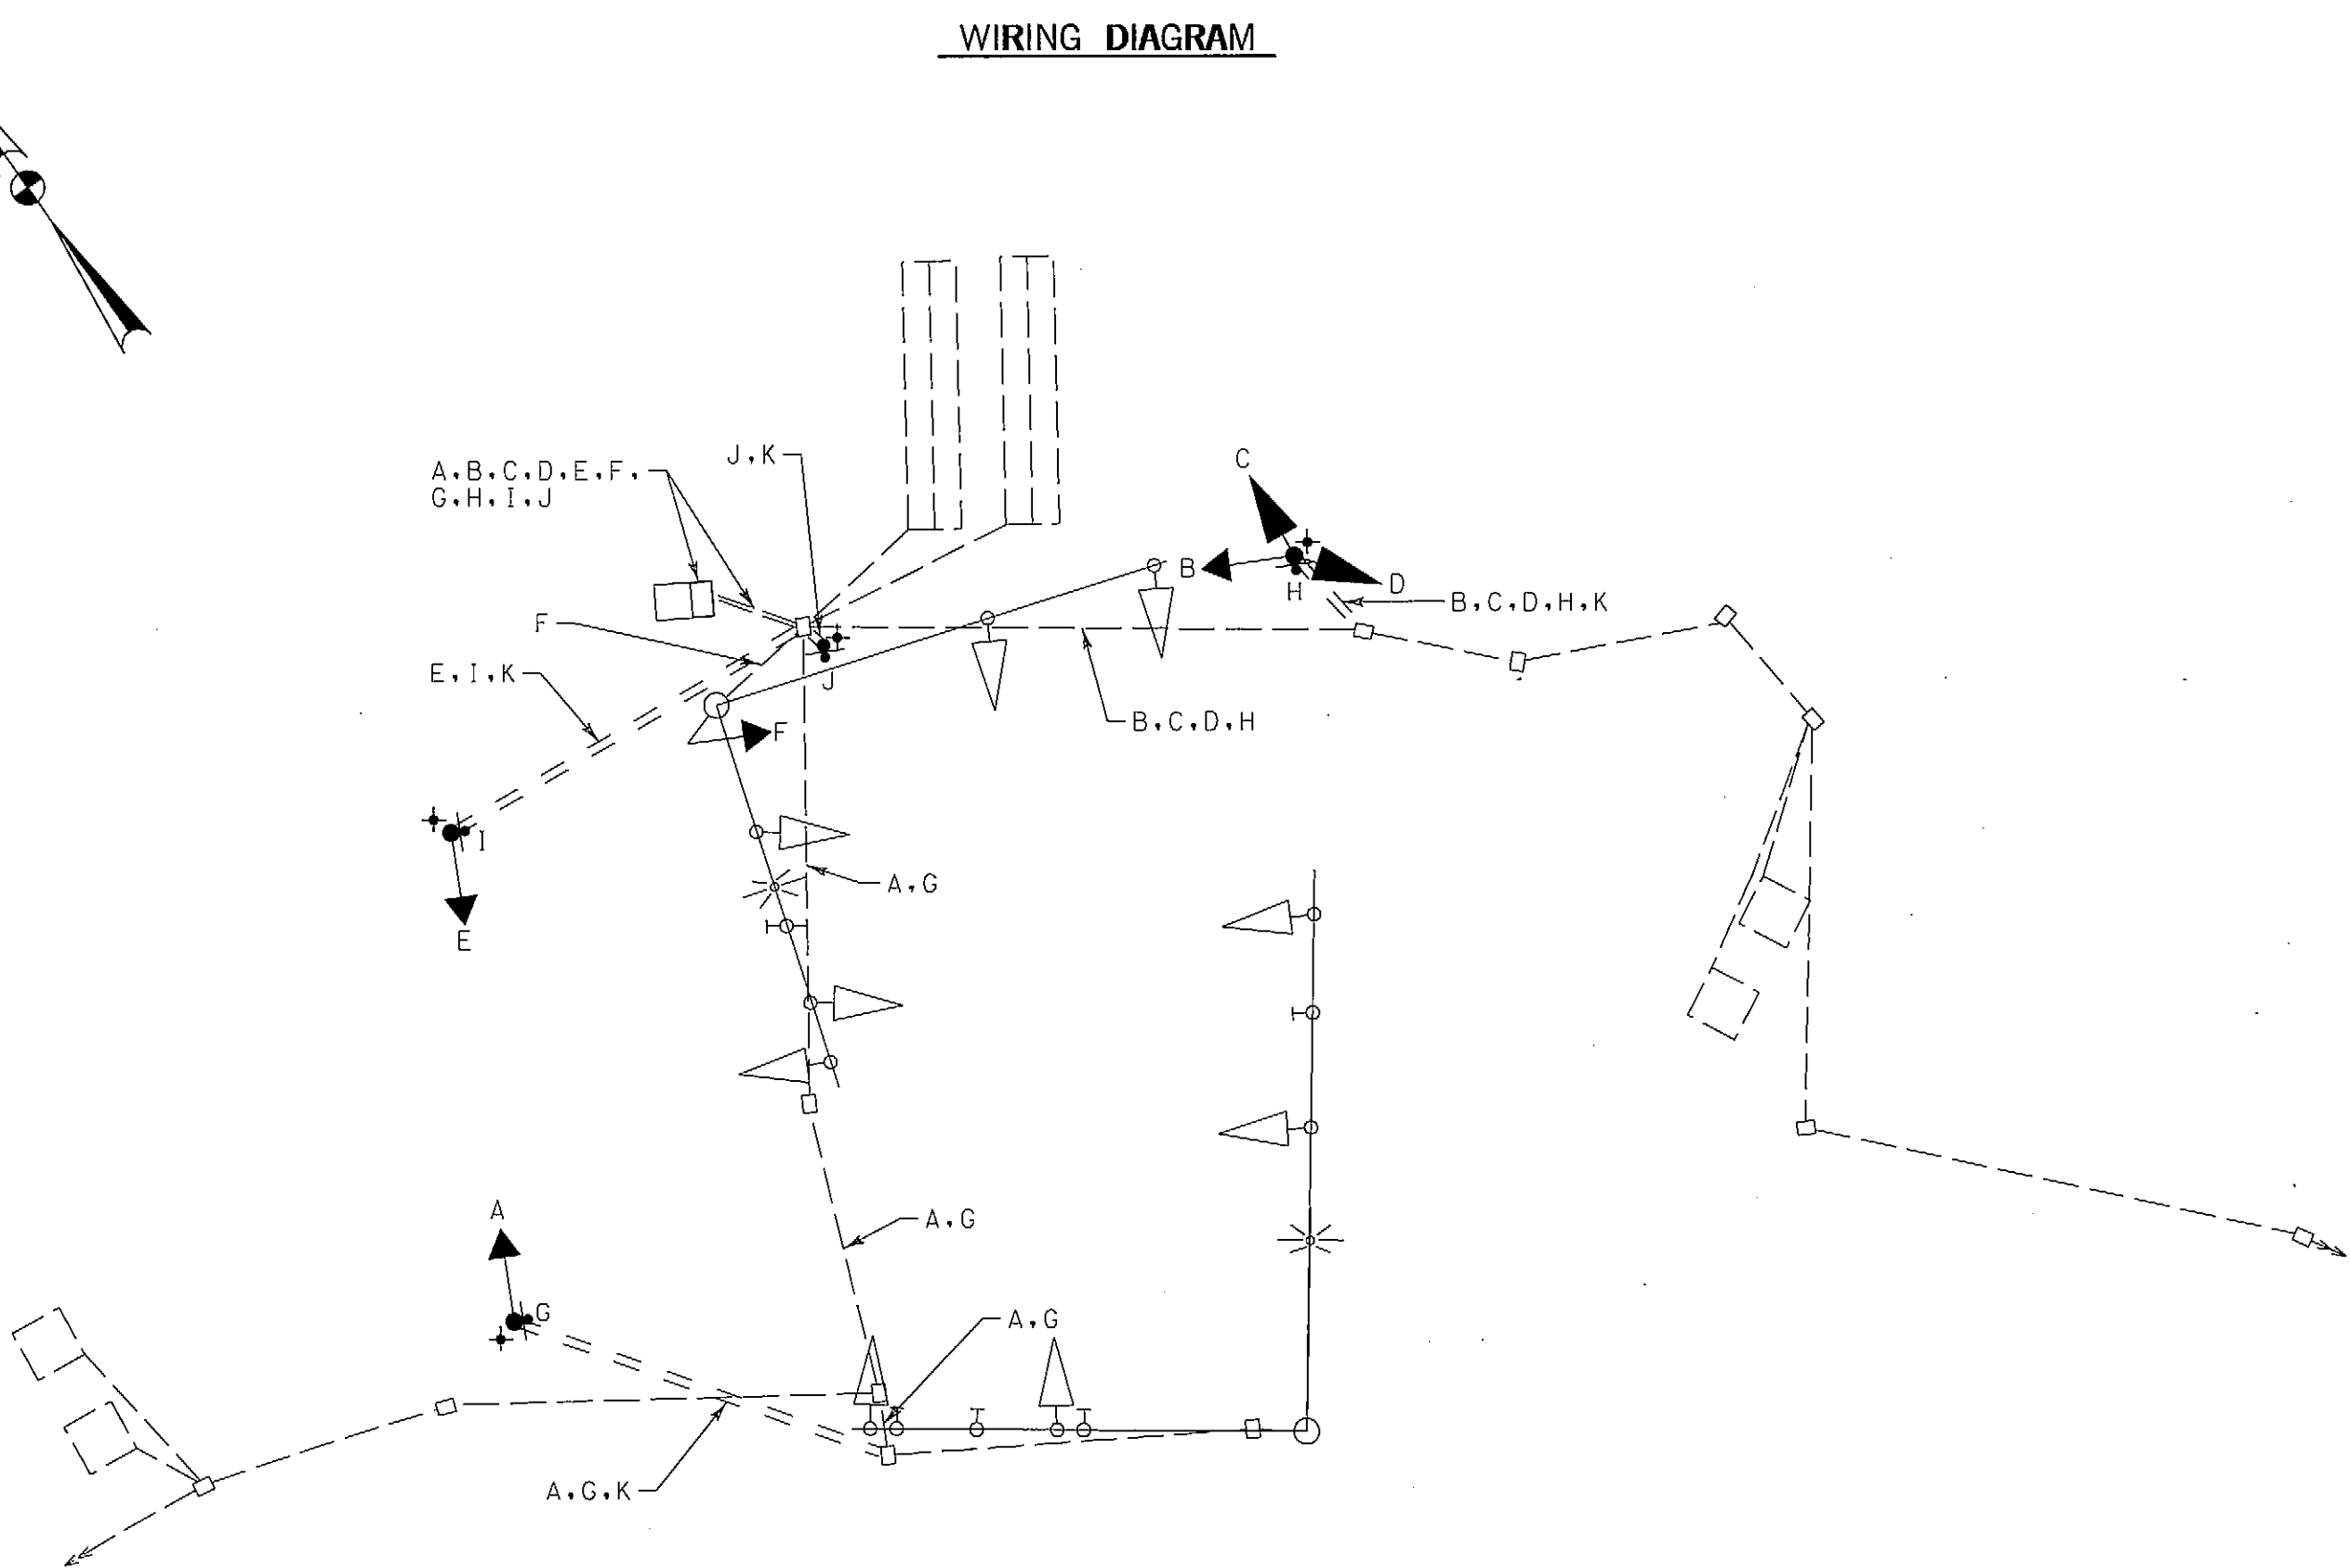 WIRING DIAGRAM
C
J,K
A,B,C,D,E,F,
G,H,I,J
B
D
H
B,C,D,H,K
F
E,I,K
J
B,C,D,H
F
I
A,G
E
A
A,G
G
A,G
A,G,K